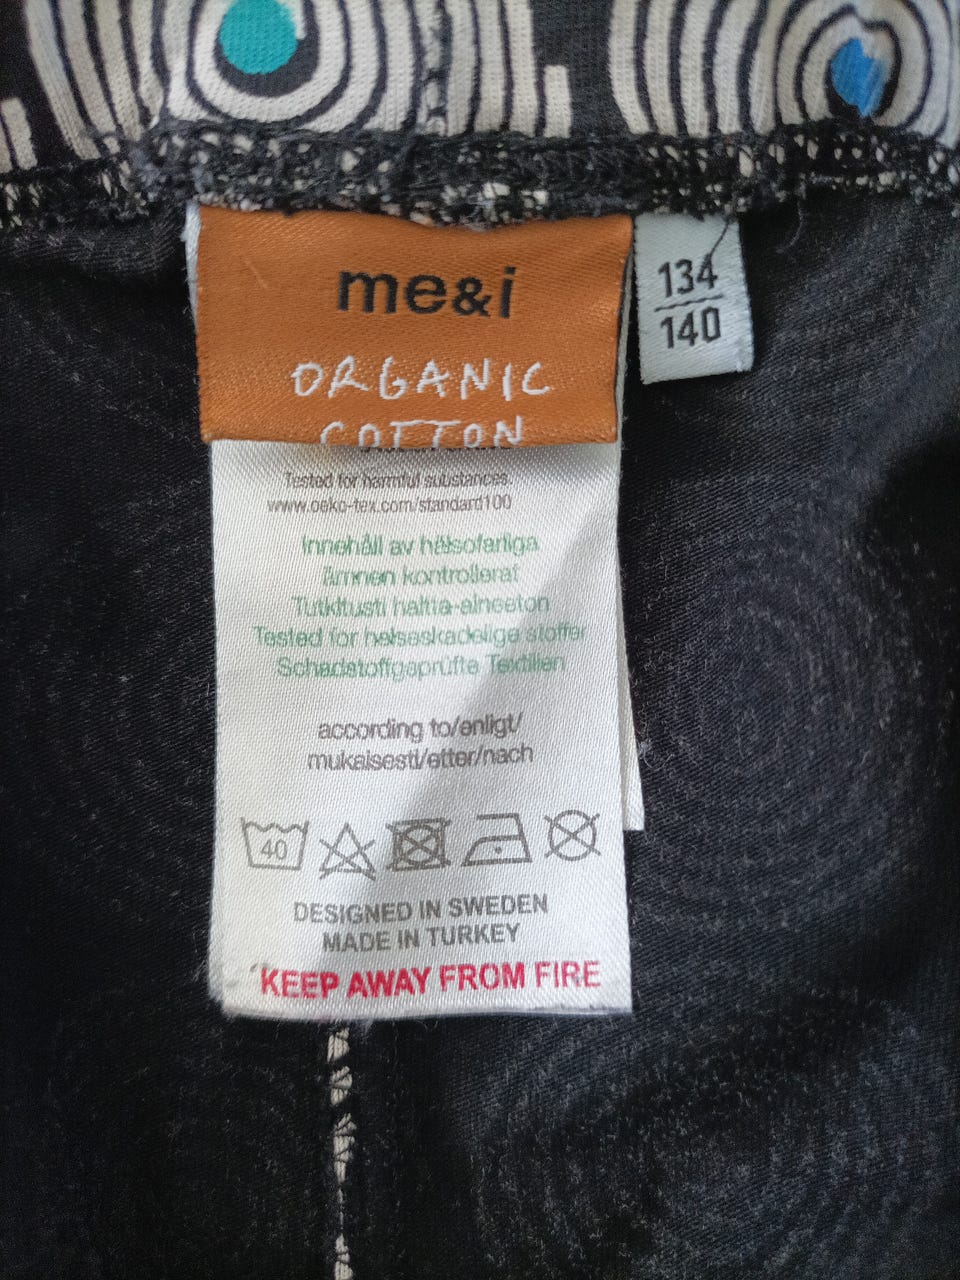 me&i
ORGANIC
COTTON
134
140
Tested for harmful substances.
www.oeko-tex.com/standard100
Innehåll av hälsofarliga
ämnen kontrollerat
Tutkitusti haitta-aineeton
Tested for helseskadelige stoffer
Schadstoffgeprüfte Textilien
according to/enligt/
mukaisesti/etter/nach
40
DESIGNED IN SWEDEN
MADE IN TURKEY
*KEEP AWAY FROM FIRE